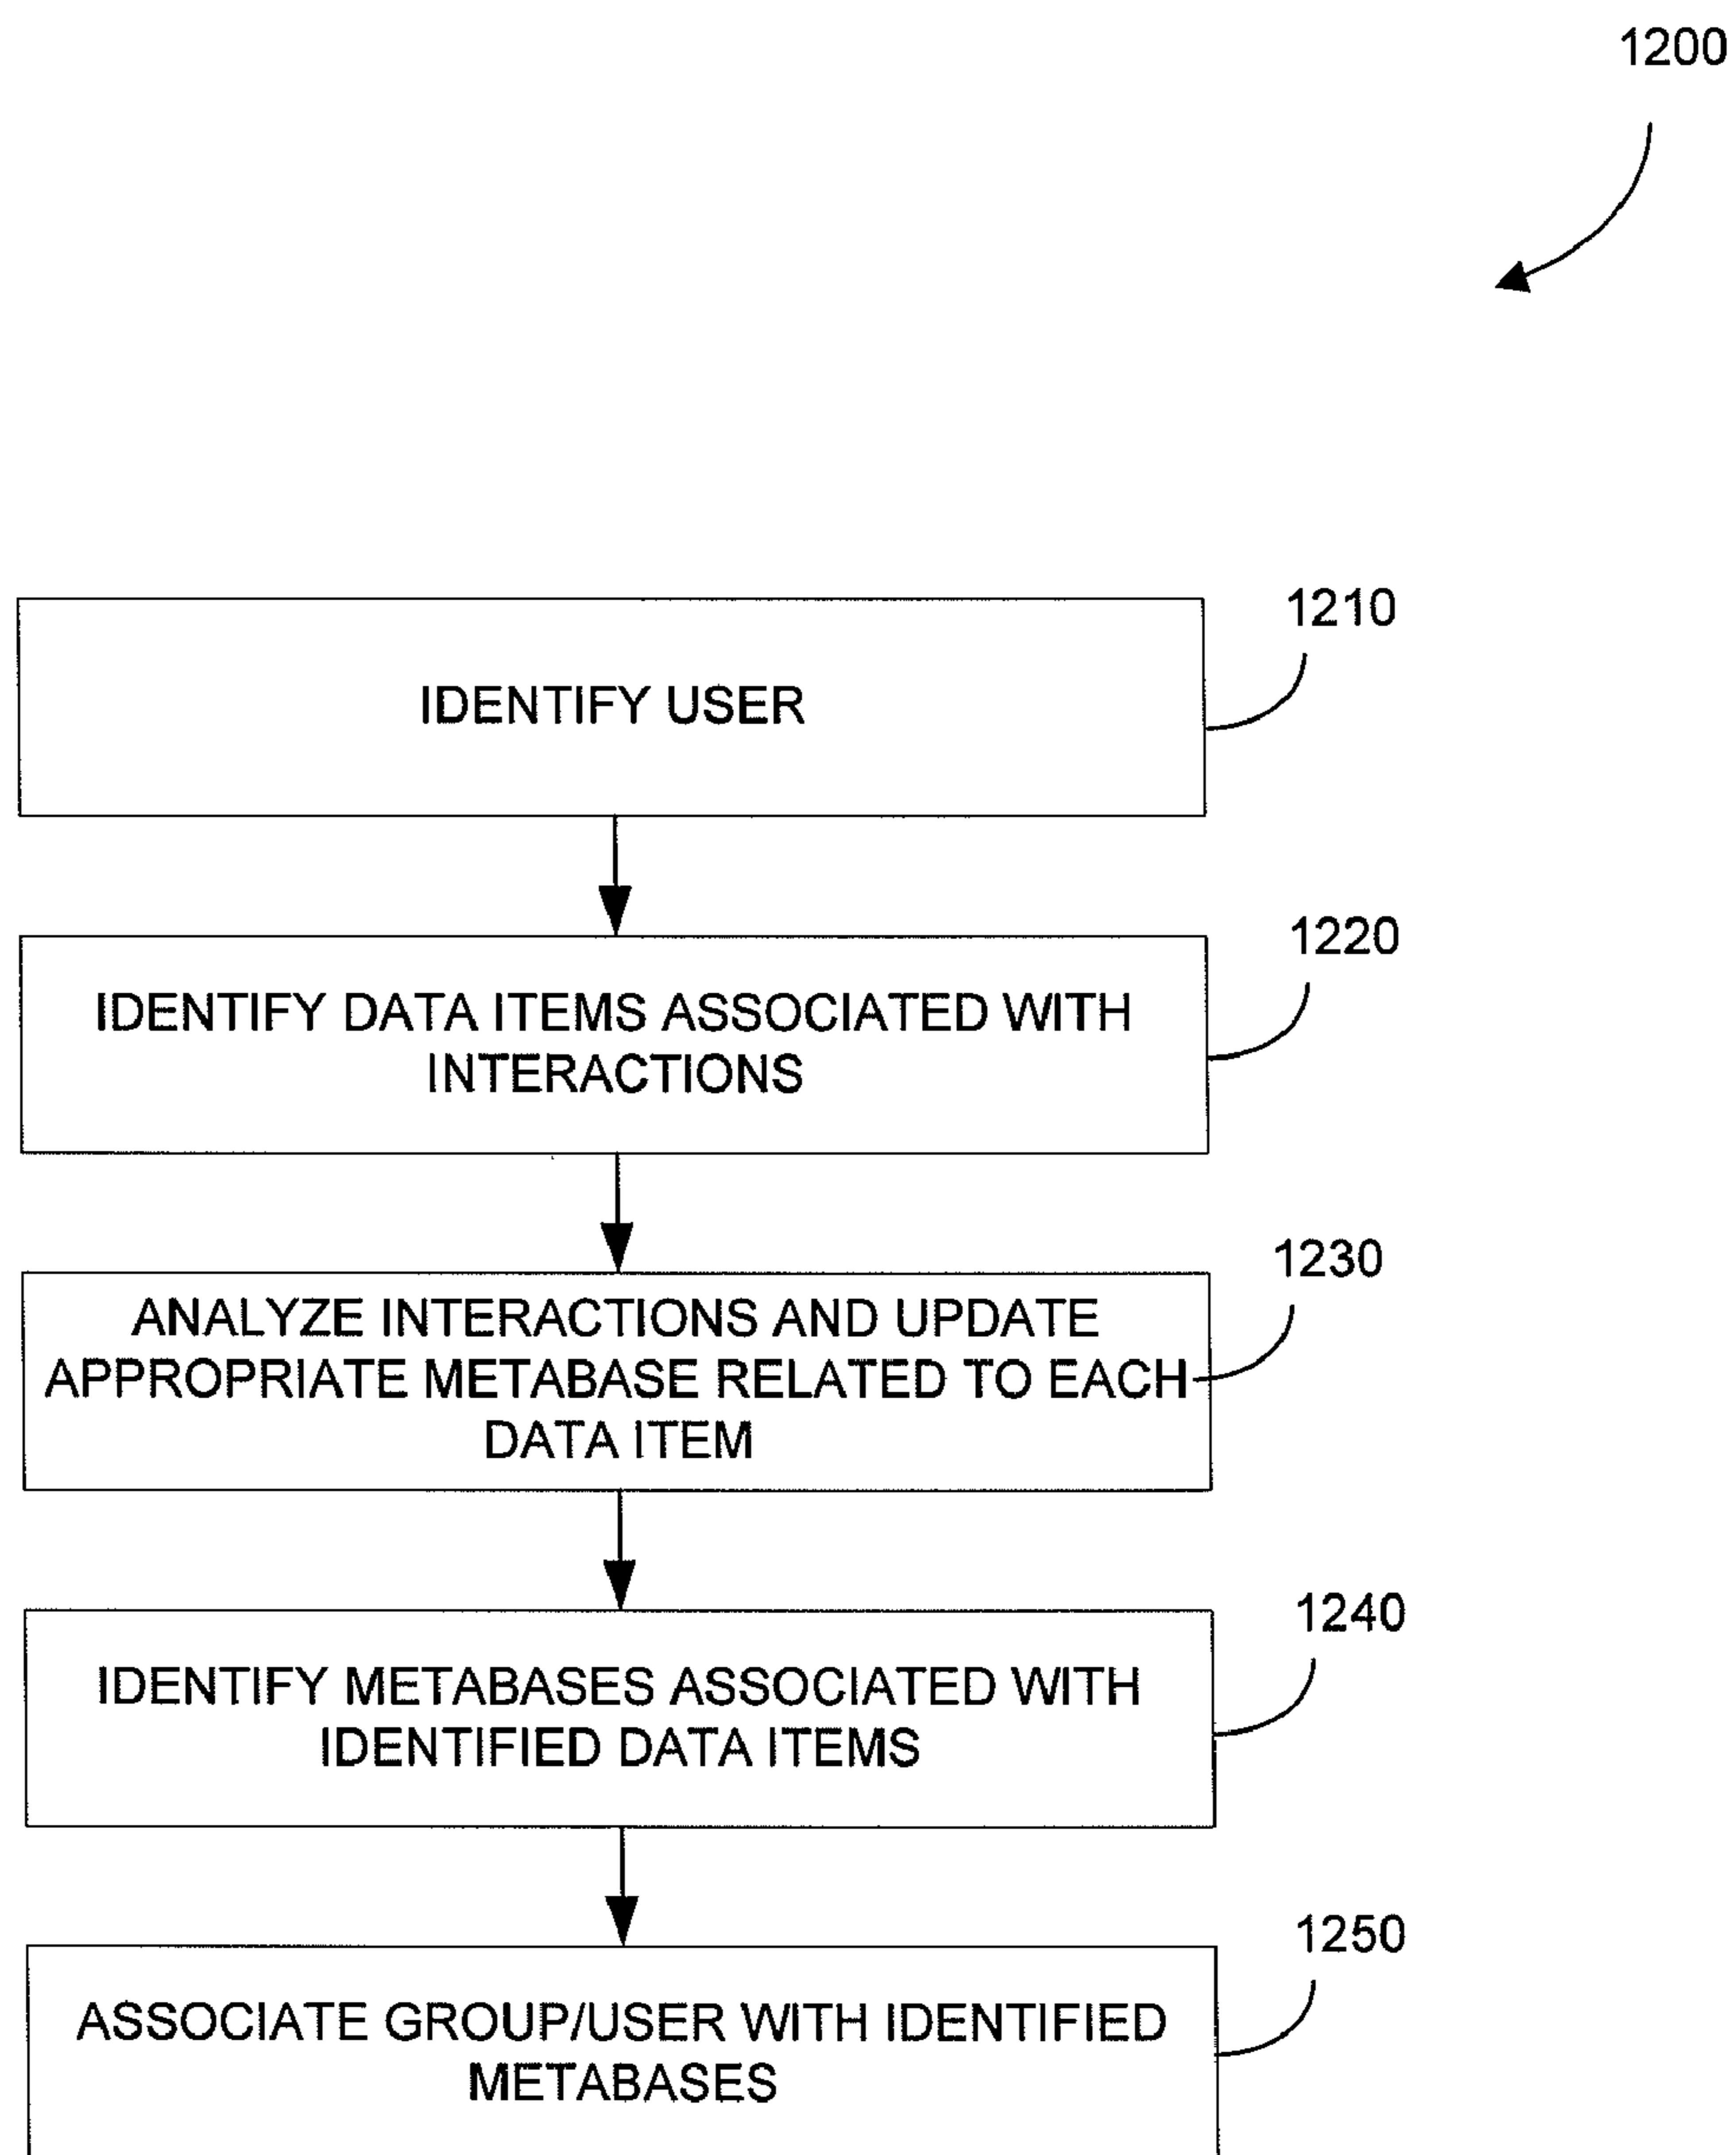 1200
1210
IDENTIFY USER
1220
IDENTIFY DATA ITEMS ASSOCIATED WITH
INTERACTIONS
1230
ANALYZE INTERACTIONS AND UPDATE
APPROPRIATE METABASE RELATED TO EACH
DATA ITEM
1240
IDENTIFY METABASES ASSOCIATED WITH
IDENTIFIED DATA ITEMS
1250
ASSOCIATE GROUP/USER WITH IDENTIFIED
METABASES